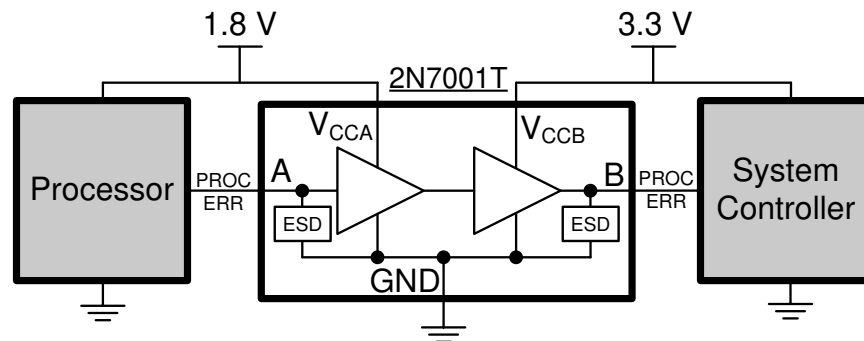 1.8 V
3.3 V
2N7001T
VCCA
VCCB
Processor
PROC
ERR
A
ESD
GND
B
ESD
PROC
ERR
System
Controller